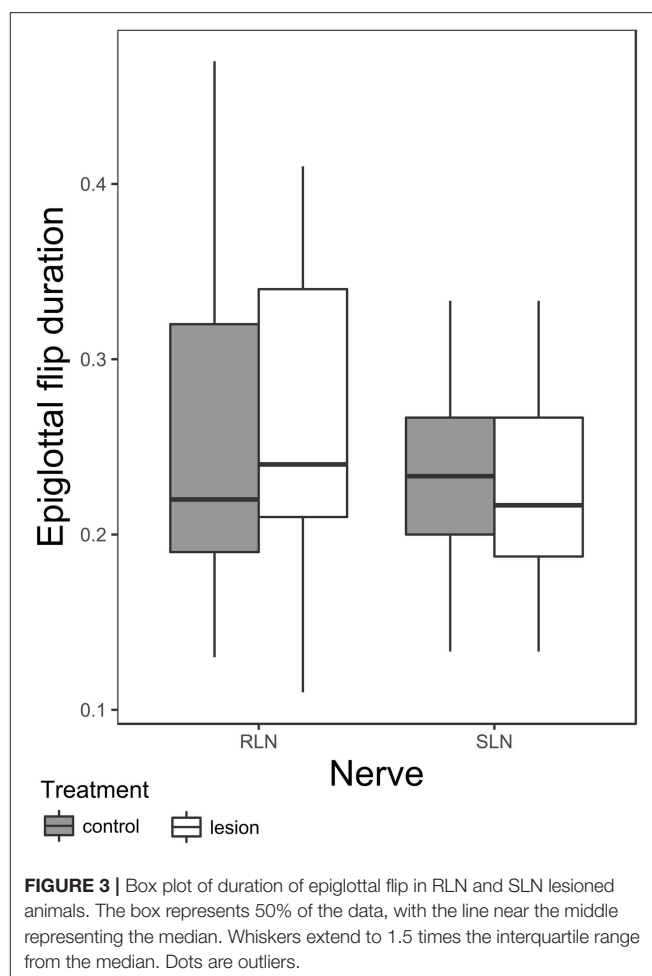 Epiglottal flip duration
0.4
0.3
0.2
0.1
RLN
SLN
Nerve
Treatment
control
lesion
FIGURE 3 | Box plot of duration of epiglottal flip in RLN and SLN lesioned
animals. The box represents 50% of the data, with the line near the middle
representing the median. Whiskers extend to 1.5 times the interquartile range
from the median. Dots are outliers.